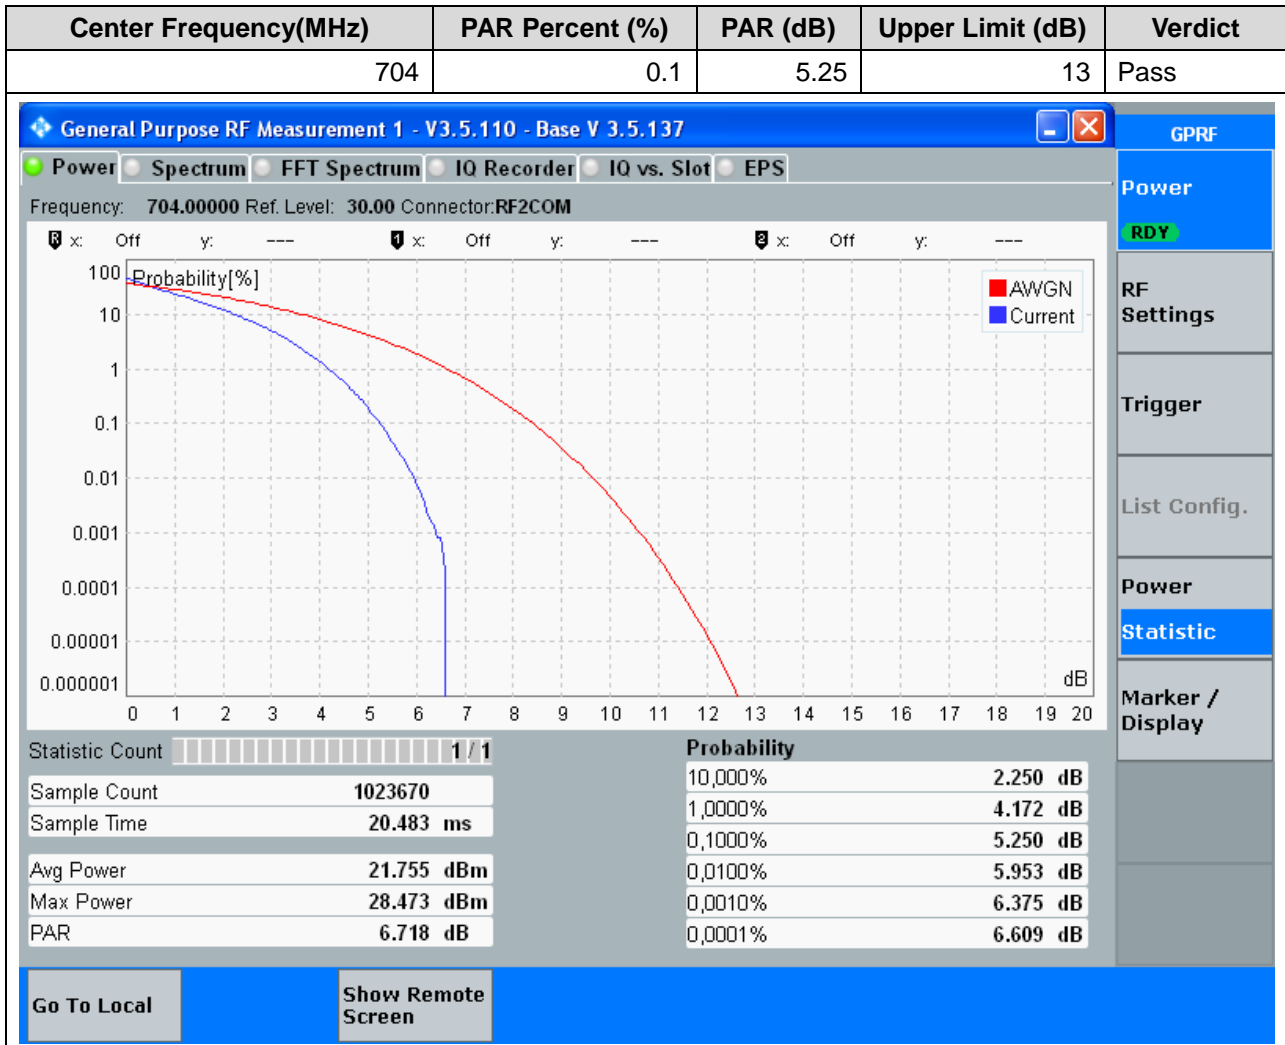 Center Frequency(MHz) PAR Percent (%) PAR (dB) Upper Limit (dB) Verdict
704 0.1 5.25 13 Pass
General Purpose RF Measurement 1 - V3.5.110 - Base V 3.5.137
GPRF
Power Spectrum FFT Spectrum IQ Recorder IQ vs. Slot EPS
Power
RDY
Frequency: 704.00000 Ref. Level: 30.00 Connector:RF2COM
R x: Off y: --- 1 x: Off y: --- 2 x: Off y: ---
Probability[%]
AWGN
Current
100
10
1
0.1
0.01
0.001
0.0001
0.00001
0.000001
dB
0 1 2 3 4 5 6 7 8 9 10 11 12 13 14 15 16 17 18 19 20
RF
Settings
Trigger
List Config.
Power
Statistic
Marker /
Display
Statistic Count 1 / 1
Sample Count 1023670
Sample Time 20.483 ms
Avg Power 21.755 dBm
Max Power 28.473 dBm
PAR 6.718 dB
Probability
10,000% 2.250 dB
1,0000% 4.172 dB
0,1000% 5.250 dB
0,0100% 5.953 dB
0,0010% 6.375 dB
0,0001% 6.609 dB
Go To Local
Show Remote
Screen